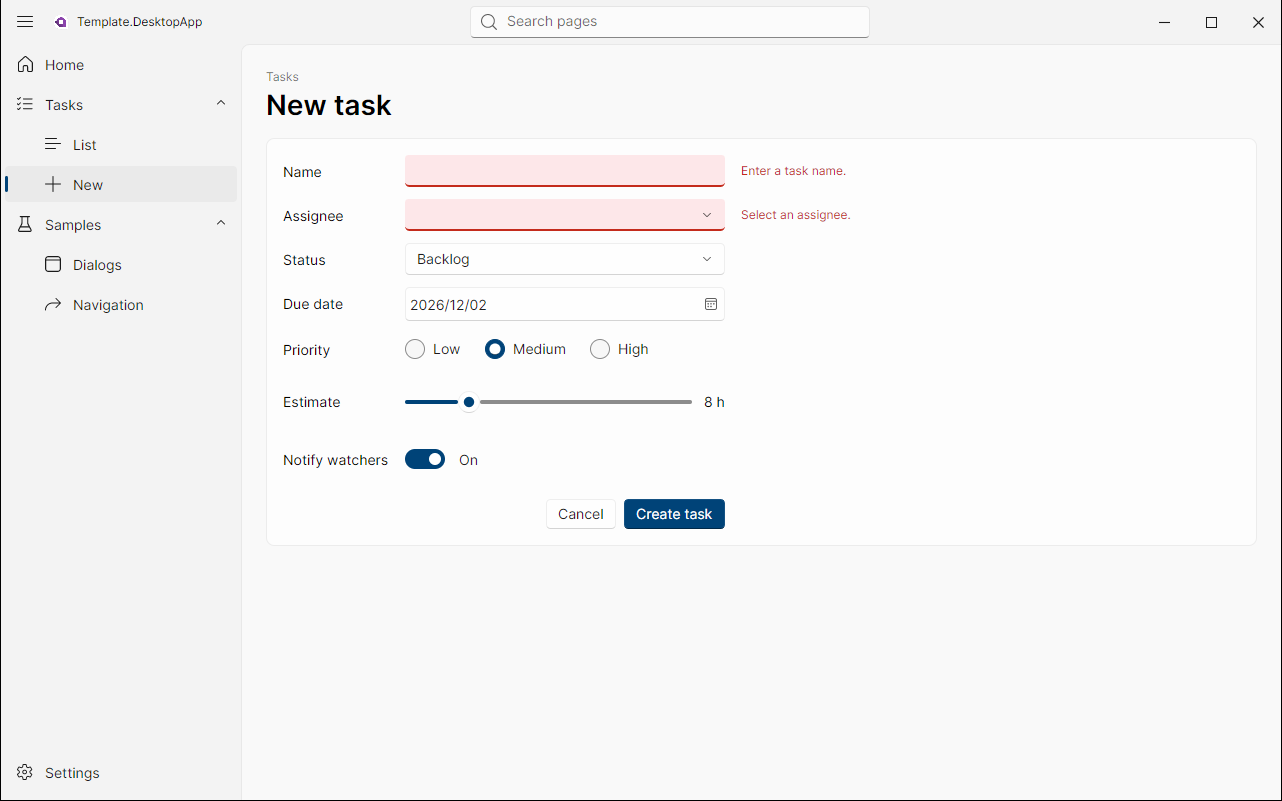 Template.DesktopApp
Search pages
Home
Tasks
List
New
Samples
Dialogs
Navigation
Settings
Tasks
New task
Name
Enter a task name.
Assignee
Select an assignee.
Status Backlog
Due date 2026/12/02
Priority Low Medium High
Estimate 8 h
Notify watchers On
Cancel Create task